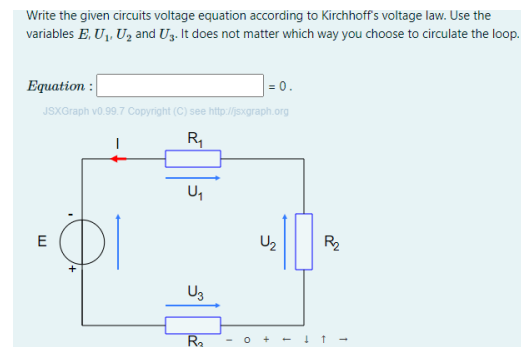 Write the given circuits voltage equation according to Kirchhoff's voltage law. Use the
variables E, U₁, U₂ and U₃. It does not matter which way you choose to circulate the loop.
Equation :
= 0.
JSXGraph v0.99.7 Copyright (C) see http://jsxgraph.org
I
R₁
U₁
-
E
+
U₂
R₂
U₃
R₃
− o + ← ↓ ↑ →